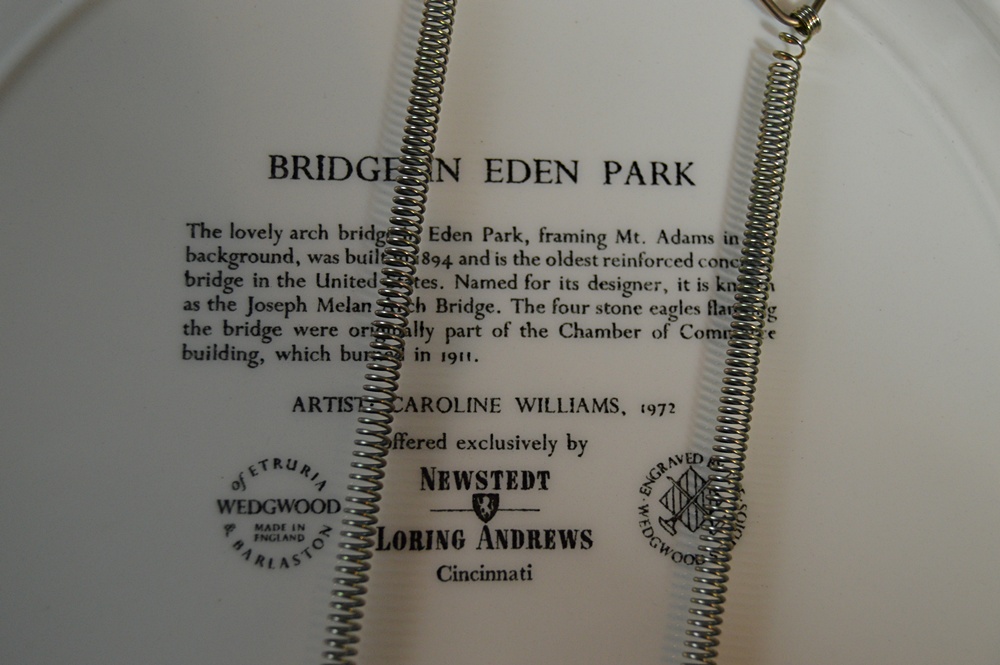 BRIDGE IN EDEN PARK
The lovely arch bridge Eden Park, framing Mt. Adams in
background, was built 1894 and is the oldest reinforced
bridge in the United States. Named for its designer, it is known
as the Joseph Melan Arch Bridge. The four stone eagles flanking
the bridge were originally part of the Chamber of Commerce
building, which burned in 1911.
ARTIST: CAROLINE WILLIAMS, 1972
offered exclusively by
NEWSTEDT
LORING ANDREWS
Cincinnati
of ETRURIA
WEDGWOOD
MADE IN
ENGLAND
& BARLASTON
ENGRAVED BY
WEDGWOOD